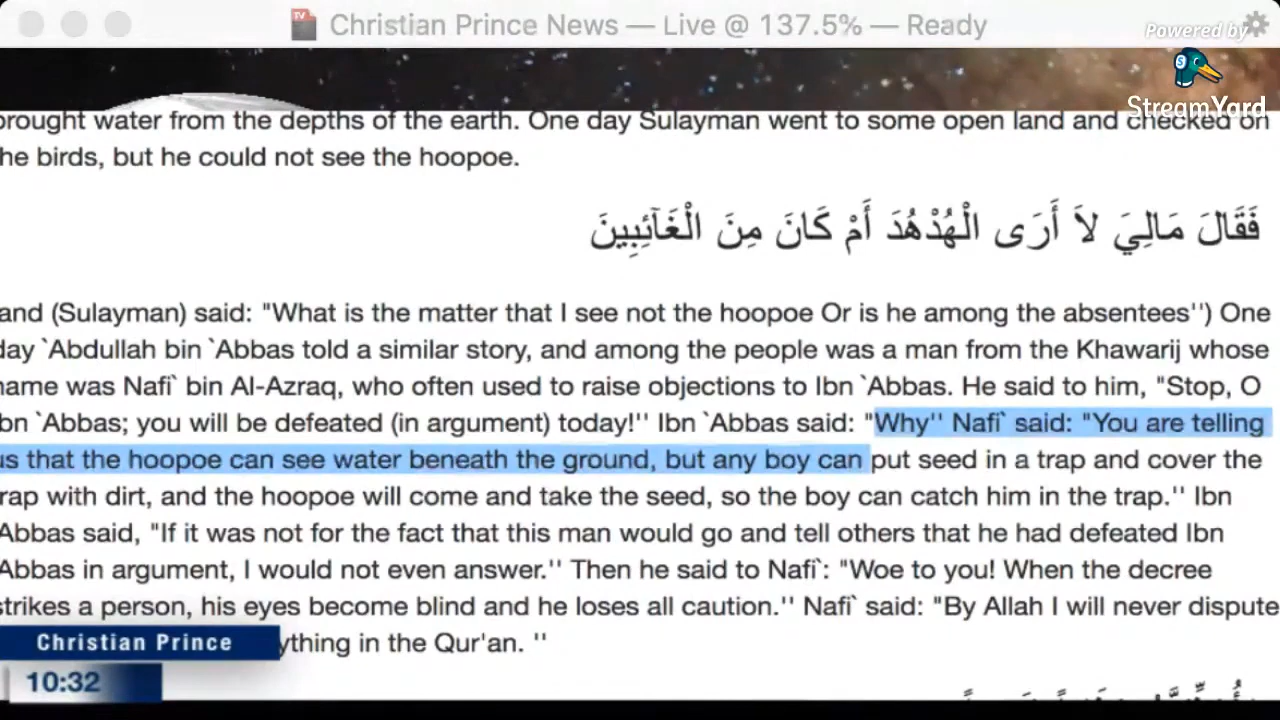 Christian Prince News — Live @ 137.5% — Ready
Powered by
StreamYard
brought water from the depths of the earth. One day Sulayman went to some open land and checked on
he birds, but he could not see the hoopoe.
فَقَالَ مَالِيَ لاَ أَرَى الْهُدْهُدَ أَمْ كَانَ مِنَ الْغَآئِبِينَ
and (Sulayman) said: "What is the matter that I see not the hoopoe Or is he among the absentees'') One
day `Abdullah bin `Abbas told a similar story, and among the people was a man from the Khawarij whose
name was Nafi` bin Al-Azraq, who often used to raise objections to Ibn `Abbas. He said to him, "Stop, O
bn `Abbas; you will be defeated (in argument) today!'' Ibn `Abbas said: "Why'' Nafi` said: "You are telling
us that the hoopoe can see water beneath the ground, but any boy can put seed in a trap and cover the
rap with dirt, and the hoopoe will come and take the seed, so the boy can catch him in the trap.'' Ibn
Abbas said, "If it was not for the fact that this man would go and tell others that he had defeated Ibn
Abbas in argument, I would not even answer.'' Then he said to Nafi`: "Woe to you! When the decree
strikes a person, his eyes become blind and he loses all caution.'' Nafi` said: "By Allah I will never dispute
ything in the Qur'an. ''
Christian Prince
10:32